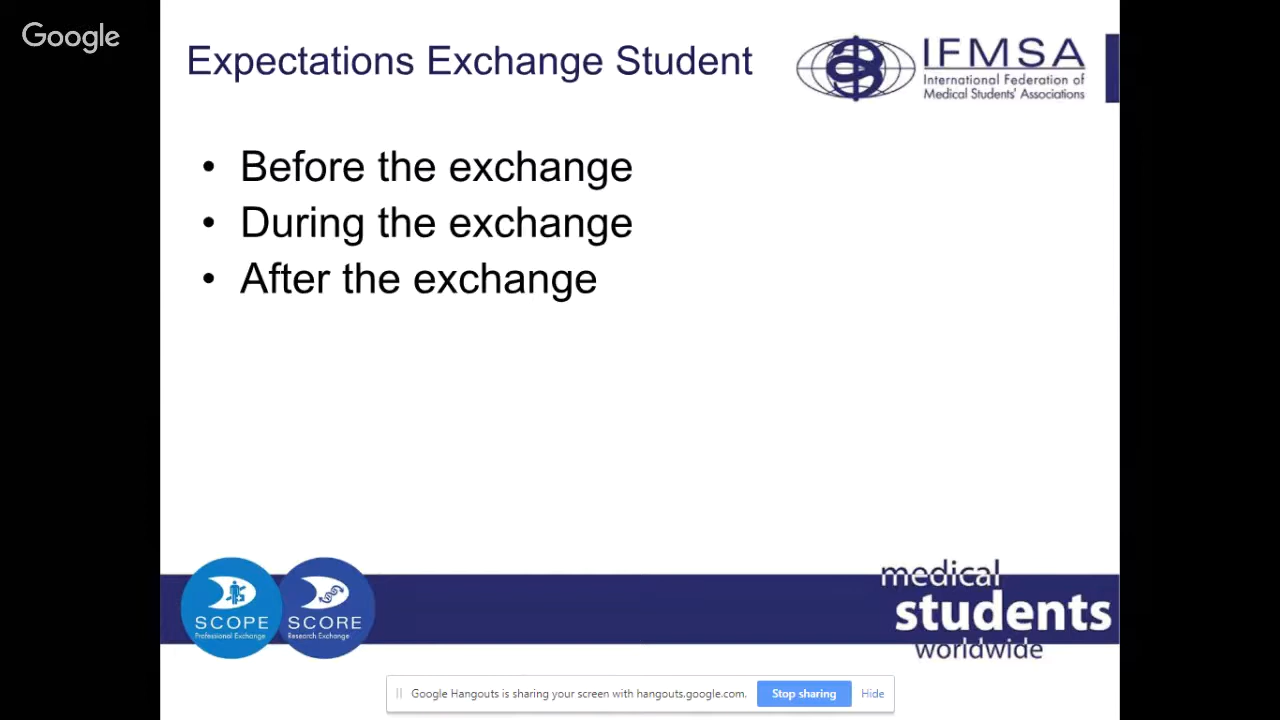 Google
Expectations Exchange Student
IFMSA
International Federation of
Medical Students' Associations
• Before the exchange
• During the exchange
• After the exchange
SCOPE
Professional Exchange
SCORE
Research Exchange
medical
students
worldwide
Google Hangouts is sharing your screen with hangouts.google.com.
Stop sharing
Hide